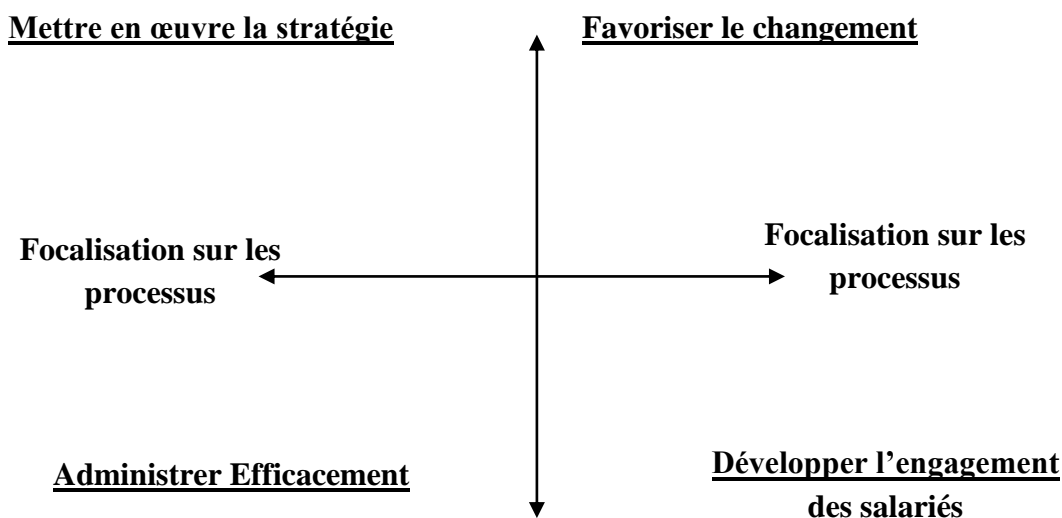 Mettre en œuvre la stratégie
Favoriser le changement
Focalisation sur les
processus
Focalisation sur les
processus
Administrer Efficacement
Développer l’engagement
des salariés